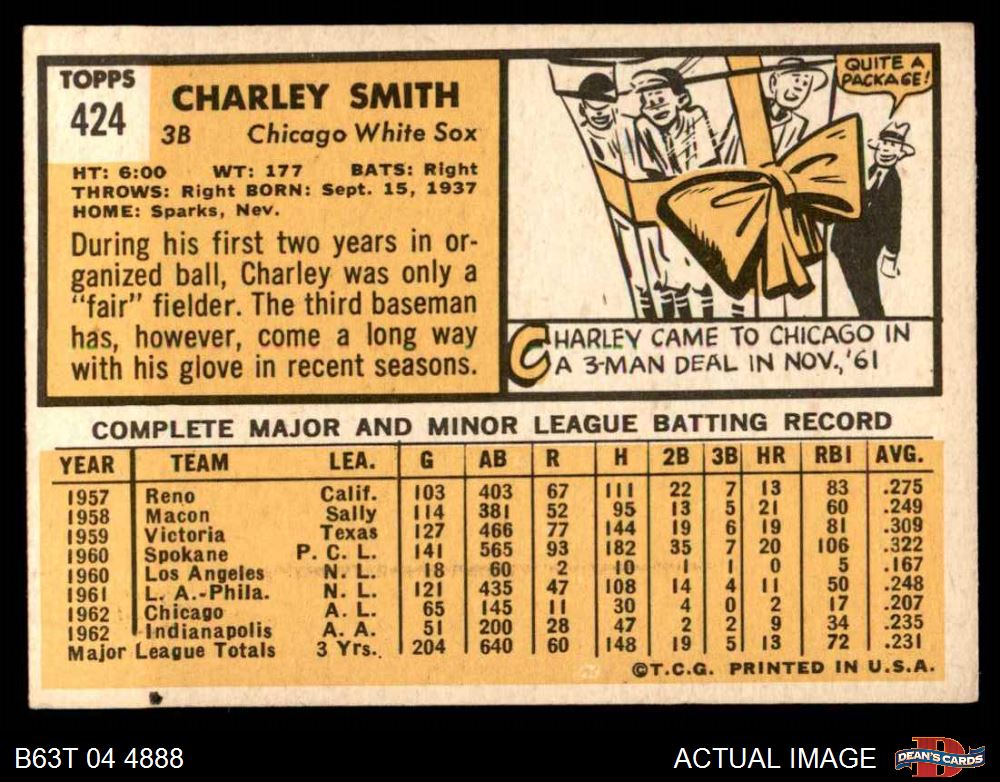 TOPPS
424
CHARLEY SMITH
3B Chicago White Sox
HT: 6:00 WT: 177 BATS: Right
THROWS: Right BORN: Sept. 15, 1937
HOME: Sparks, Nev.
During his first two years in or-
ganized ball, Charley was only a
"fair" fielder. The third baseman
has, however, come a long way
with his glove in recent seasons.
QUITE A
PACKAGE!
CHARLEY CAME TO CHICAGO IN
A 3-MAN DEAL IN NOV., '61
COMPLETE MAJOR AND MINOR LEAGUE BATTING RECORD
YEAR TEAM LEA. G AB R H 2B 3B HR RBI AVG.
1957 Reno Calif. 103 403 67 111 22 7 13 83 .275
1958 Macon Sally 114 381 52 95 13 5 21 60 .249
1959 Victoria Texas 127 466 77 144 19 6 19 81 .309
1960 Spokane P. C. L. 141 565 93 182 35 7 20 106 .322
1960 Los Angeles N. L. 18 60 2 10 1 1 0 5 .167
1961 L. A.-Phila. N. L. 121 435 47 108 14 4 11 50 .248
1962 Chicago A. L. 65 145 11 30 4 0 2 17 .207
1962 Indianapolis A. A. 51 200 28 47 2 2 9 34 .235
Major League Totals 3 Yrs. 204 640 60 148 19 5 13 72 .231
©T.C.G. PRINTED IN U.S.A.
B63T 04 4888
ACTUAL IMAGE
D
DEAN'S CARDS